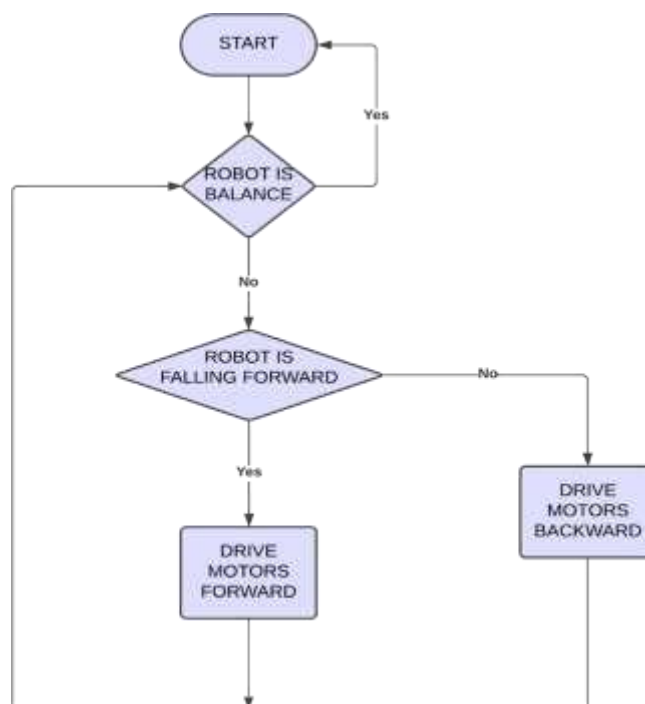 START
Yes
ROBOT IS
BALANCE
No
ROBOT IS
FALLING FORWARD
No
Yes
DRIVE
MOTORS
BACKWARD
DRIVE
MOTORS
FORWARD